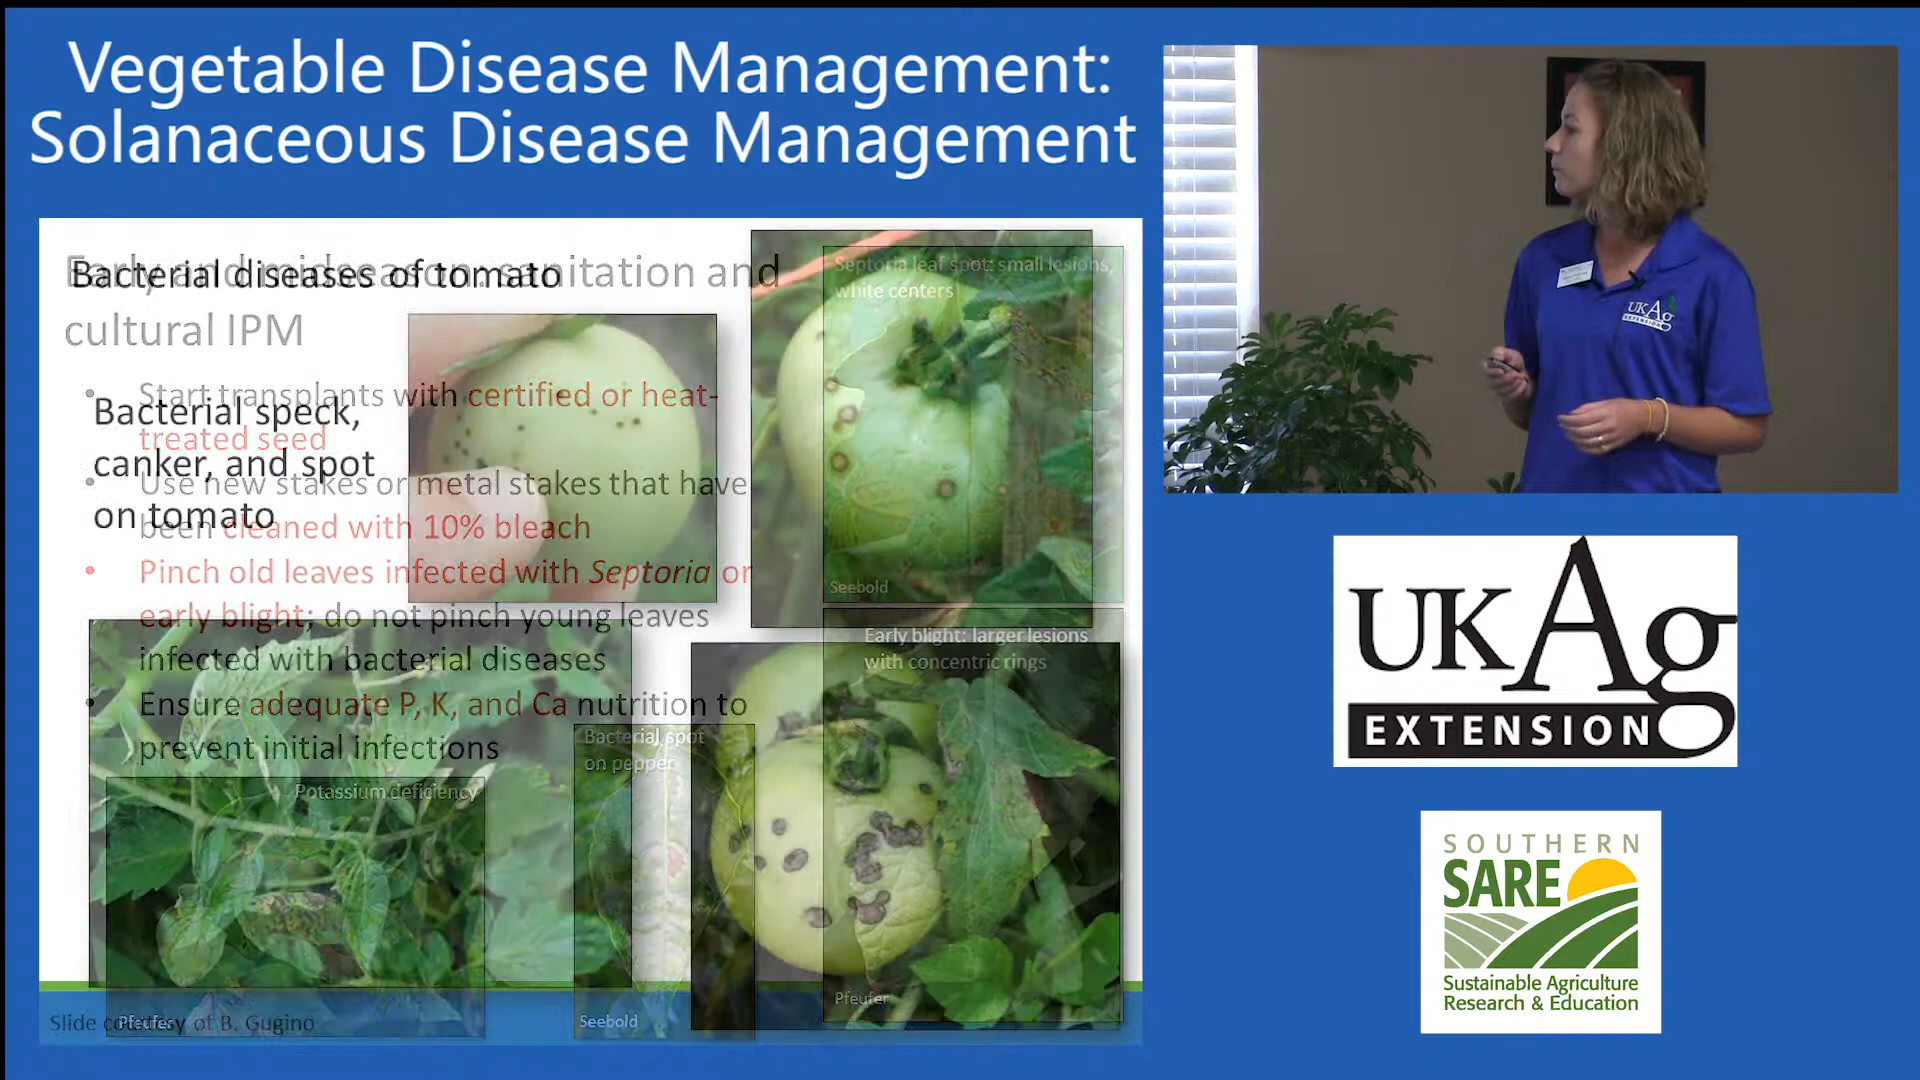 Vegetable Disease Management:
Solanaceous Disease Management
Early and midseason: sanitation and
cultural IPM
• Start transplants with certified or heat-
treated seed
• Use new stakes or metal stakes that have
been cleaned with 10% bleach
• Pinch old leaves infected with Septoria or
early blight; do not pinch young leaves
infected with bacterial diseases
• Ensure adequate P, K, and Ca nutrition to
prevent initial infections
Bacterial diseases of tomato
Bacterial speck,
canker, and spot
on tomato
Septoria leaf spot: small lesions,
white centers
Seebold
Early blight: larger lesions
with concentric rings
Pfeufer
Bacterial spot
on pepper
Seebold
Potassium deficiency
Pfeufer
Slide courtesy of B. Gugino
UKAg
EXTENSION
UKAg
EXTENSION
SOUTHERN
SARE
Sustainable Agriculture
Research & Education